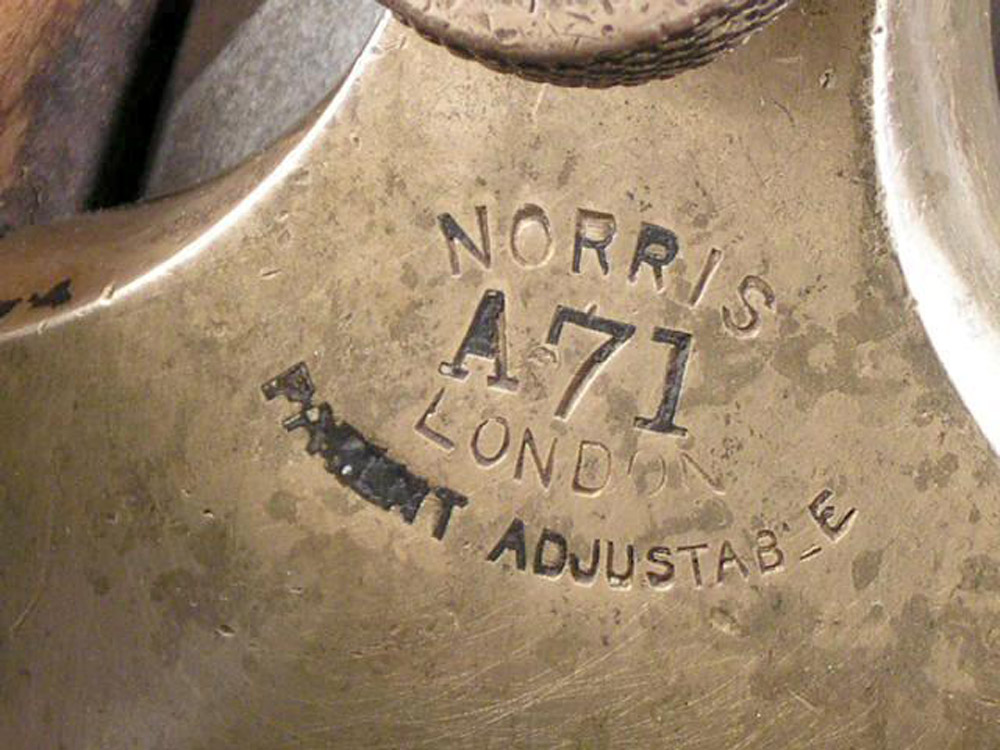 NORRIS
A71
LONDON
PATENT ADJUSTABLE